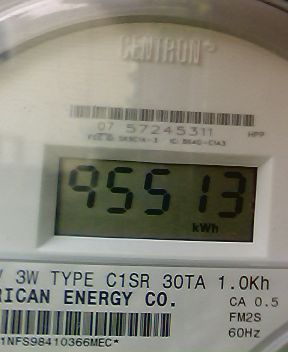 CENTRON®
07 57245311 HPP
95513
kWh
3W TYPE C1SR 30TA 1.0Kh
RICAN ENERGY CO.
CA 0.5
FM2S
60Hz
1NFS98410366MEC*